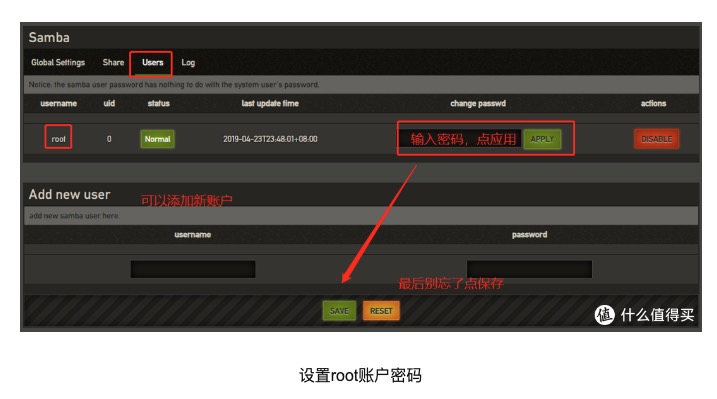 Samba
Global Settings Share Users Log
Notice: the samba user password has nothing to do with the system user's password.
username uid status last update time change passwd actions
root 0 Normal 2019-04-23T23:48:01+08:00 输入密码，点应用 APPLY DISABLE
Add new user
可以添加新账户
add new samba user here.
username password
最后别忘了点保存
SAVE RESET
值 什么值得买
设置root账户密码